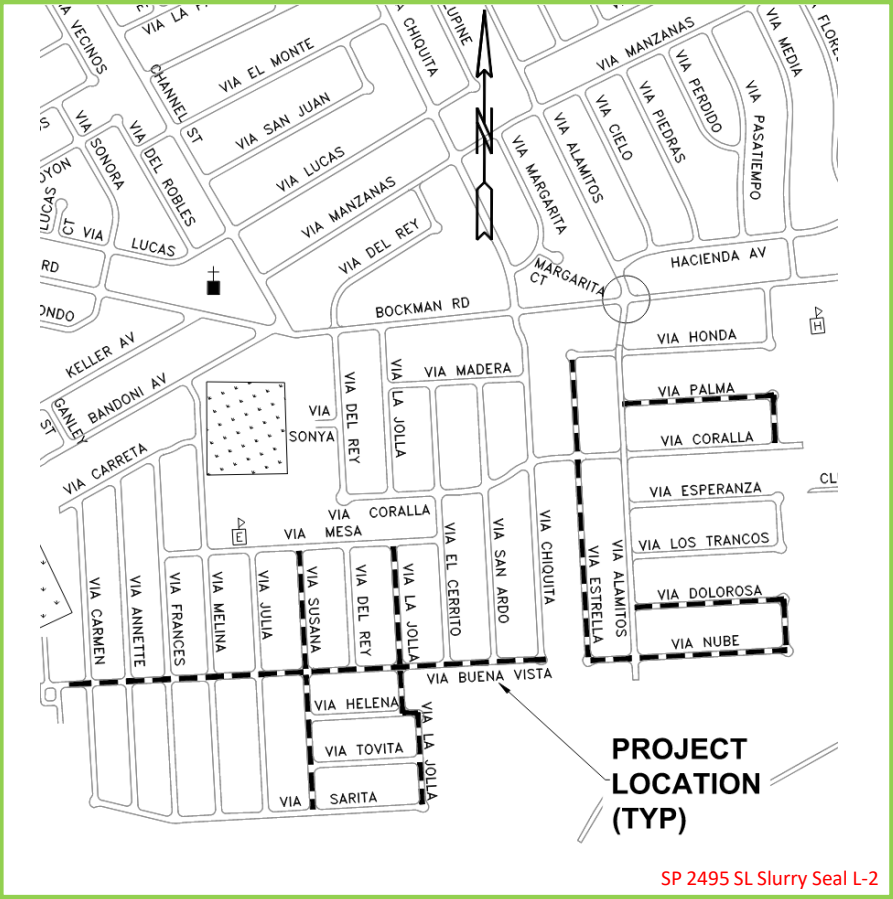 VIA VECINOS
VIA LA
UPINE
VIA CHIQUITA
VIA MANZANAS
VIA MEDIA
FLORE
VIA EL MONTE
CHANNEL ST
VIA PERDIDO
VIA SAN JUAN
VIA CIELO
VIA PIEDRAS
VIA PASATIEMPO
VIA SONORA
VIA DEL ROBLES
VIA ALAMITOS
N
VIA MARGARITA
VIA LUCAS
OYON
VIA MANZANAS
LUCAS
CT
VIA LUCAS
VIA DEL REY
HACIENDA AV
MARGARITA
CT
RD
ONDO
BOCKMAN RD
H
KELLER AV
VIA HONDA
VIA MADERA
BANDONI AV
VIA DEL REY
VIA LA JOLLA
VIA PALMA
GANLEY
ST
VIA
SONYA
VIA CORALLA
VIA CARRETA
CL
VIA ESPERANZA
VIA CORALLA
E
VIA MESA
VIA EL CERRITO
VIA SAN ARDO
VIA CHIQUITA
VIA LOS TRANCOS
VIA ESTRELLA
VIA ALAMITOS
VIA CARMEN
VIA ANNETTE
VIA FRANCES
VIA MELINA
VIA JULIA
VIA SUSANA
VIA DEL REY
VIA LA JOLLA
VIA DOLOROSA
VIA NUBE
VIA BUENA VISTA
VIA HELENA
VIA LA JOLLA
VIA TOVITA
VIA SARITA
PROJECT
LOCATION
(TYP)
SP 2495 SL Slurry Seal L-2